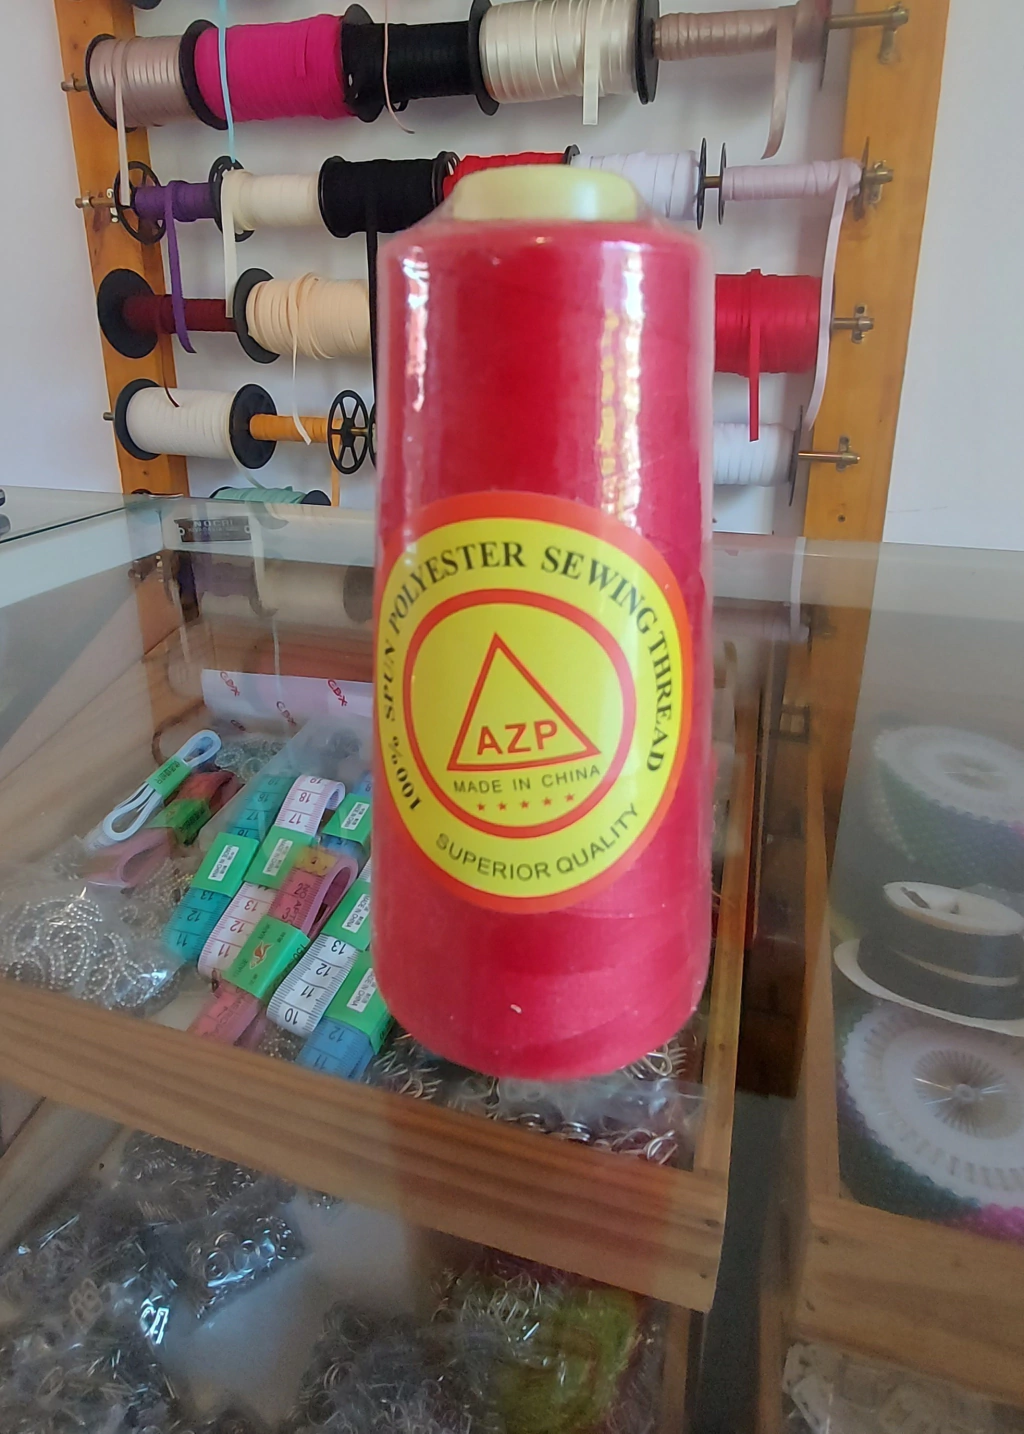 100% SPUN POLYESTER SEWING THREAD
AZP
MADE IN CHINA
SUPERIOR QUALITY